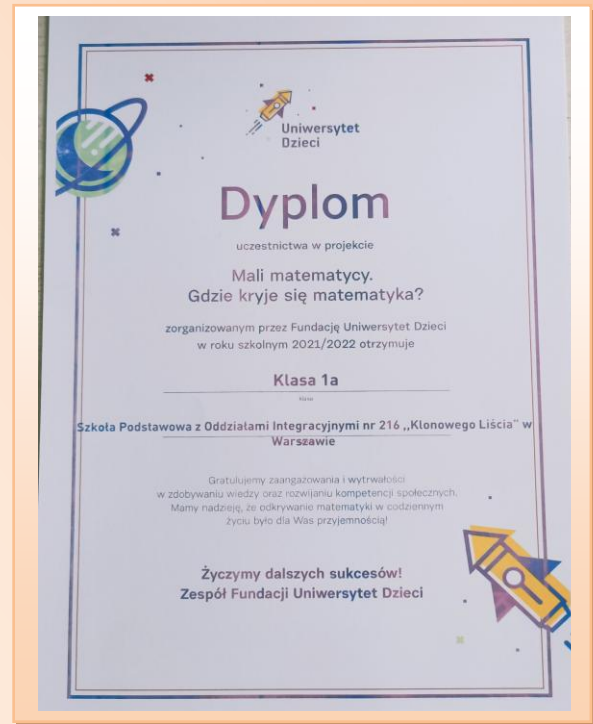 Uniwersytet
Dzieci
Dyplom
uczestnictwa w projekcie
Mali matematycy.
Gdzie kryje się matematyka?
zorganizowanym przez Fundację Uniwersytet Dzieci
w roku szkolnym 2021/2022 otrzymuje
Klasa 1a
Szkoła Podstawowa z Oddziałami Integracyjnymi nr 216 ,,Klonowego Liścia" w
Warszawie
Gratulujemy zaangażowania i wytrwałości
w zdobywaniu wiedzy oraz rozwijaniu kompetencji społecznych.
Mamy nadzieję, że odkrywanie matematyki w codziennym
życiu było dla Was przyjemnością!
Życzymy dalszych sukcesów!
Zespół Fundacji Uniwersytet Dzieci